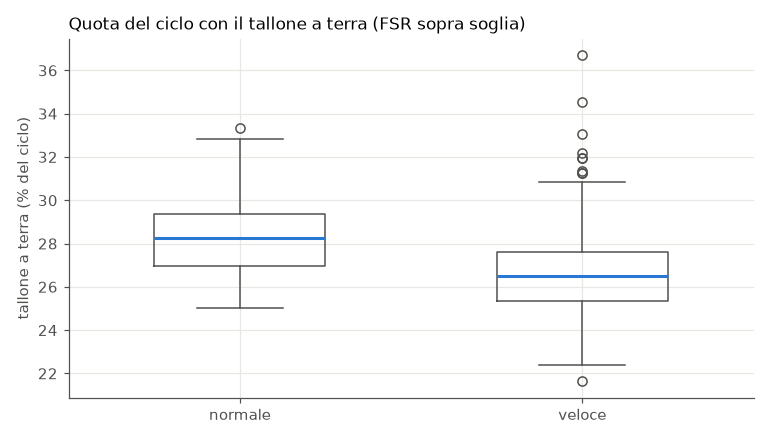 Quota del ciclo con il tallone a terra (FSR sopra soglia)
tallone a terra (% del ciclo)
36
34
32
30
28
26
24
22
normale
veloce